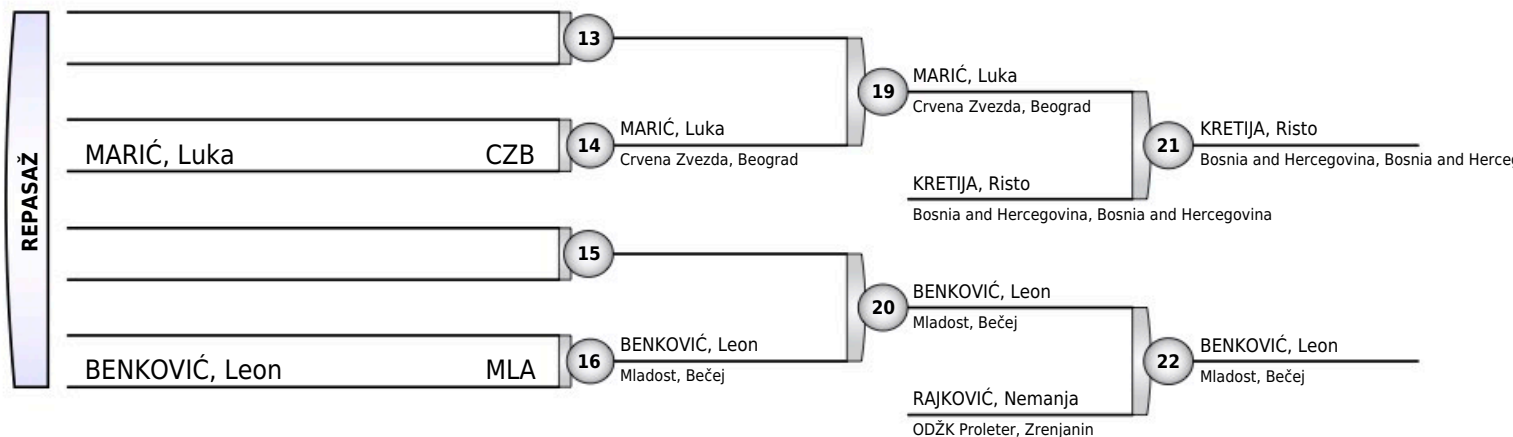 REPASAŽ
13
MARIĆ, Luka CZB
14
MARIĆ, Luka
Crvena Zvezda, Beograd
19
MARIĆ, Luka
Crvena Zvezda, Beograd
KRETIJA, Risto
Bosnia and Hercegovina, Bosnia and Hercegovina
21
KRETIJA, Risto
Bosnia and Hercegovina, Bosnia and Herceg
15
BENKOVIĆ, Leon MLA
16
BENKOVIĆ, Leon
Mladost, Bečej
20
BENKOVIĆ, Leon
Mladost, Bečej
RAJKOVIĆ, Nemanja
ODŽK Proleter, Zrenjanin
22
BENKOVIĆ, Leon
Mladost, Bečej